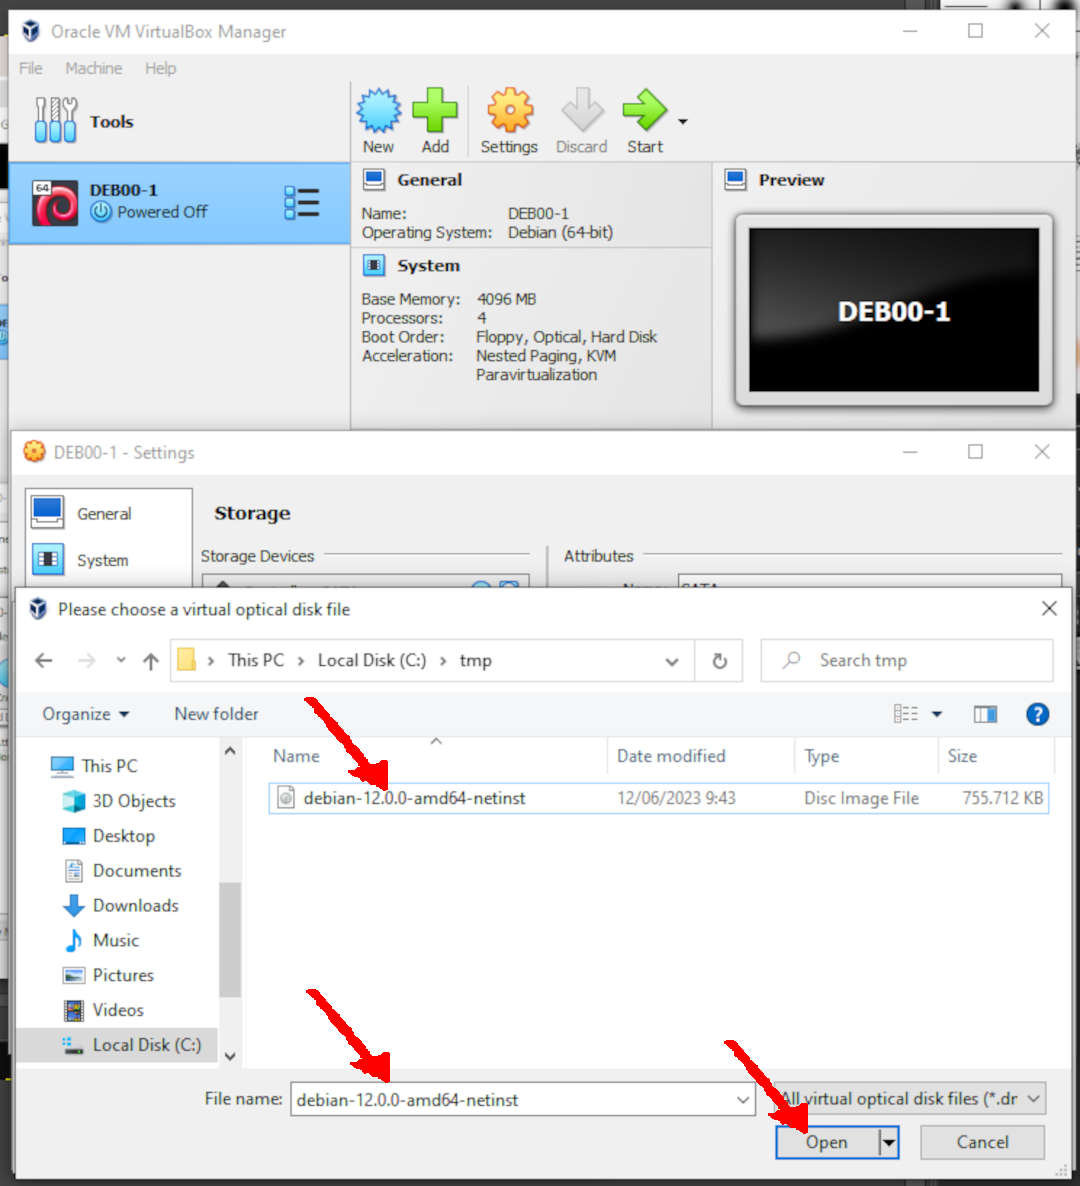 Oracle VM VirtualBox Manager
File Machine Help
Tools
New Add Settings Discard Start
64
DEB00-1
Powered Off
General
Name: DEB00-1
Operating System: Debian (64-bit)
System
Base Memory: 4096 MB
Processors: 4
Boot Order: Floppy, Optical, Hard Disk
Acceleration: Nested Paging, KVM
Paravirtualization
Preview
DEB00-1
DEB00-1 - Settings
General
System
Storage
Storage Devices
Attributes
Please choose a virtual optical disk file
This PC › Local Disk (C:) › tmp
Search tmp
Organize New folder
?
Name Date modified Type Size
debian-12.0.0-amd64-netinst 12/06/2023 9:43 Disc Image File 755.712 KB
This PC
3D Objects
Desktop
Documents
Downloads
Music
Pictures
Videos
Local Disk (C:)
File name: debian-12.0.0-amd64-netinst
All virtual optical disk files (*.dr
Open Cancel